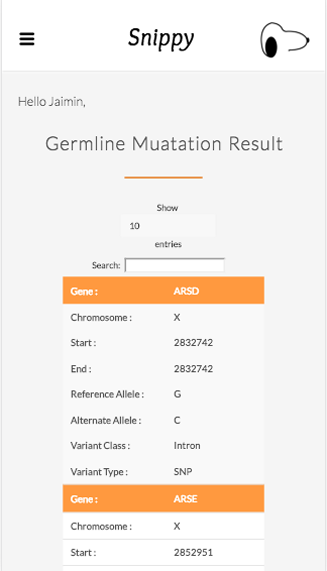 Snippy
Hello Jaimin,
Germline Muatation Result
Show
10
entries
Search:
Gene : ARSD
Chromosome : X
Start : 2832742
End : 2832742
Reference Allele : G
Alternate Allele : C
Variant Class : Intron
Variant Type : SNP
Gene : ARSE
Chromosome : X
Start : 2852951